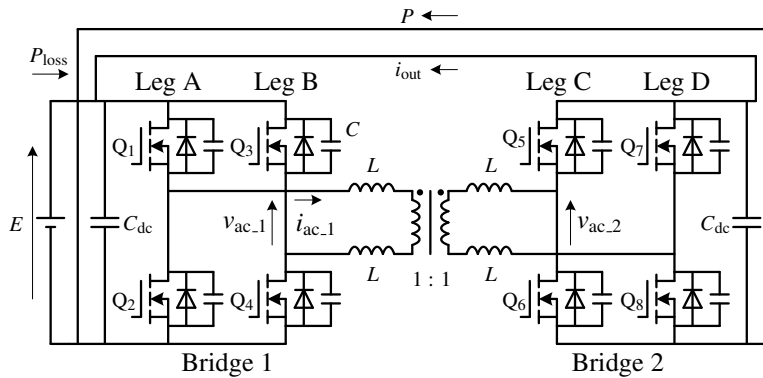 P
P_loss
i_out
Leg A
Leg B
Leg C
Leg D
Q1
Q3
C
Q5
Q7
L
L
E
C_dc
v_ac_1
i_ac_1
v_ac_2
C_dc
L
L
1 : 1
Q2
Q4
Q6
Q8
Bridge 1
Bridge 2